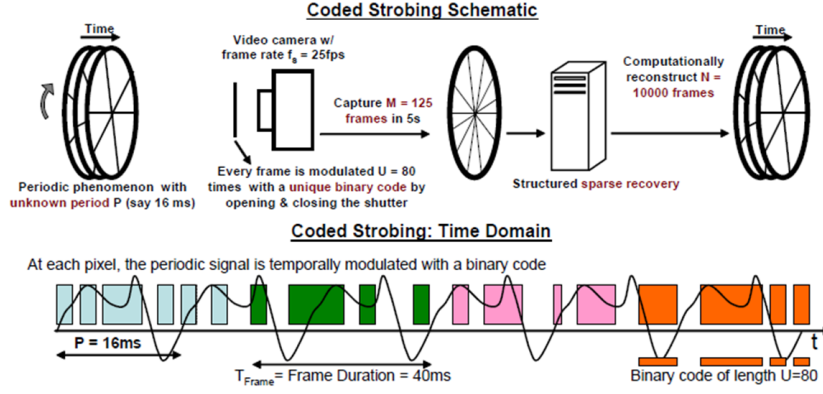 Coded Strobing Schematic
Time
Video camera w/
frame rate fs = 25fps
Capture M = 125
frames in 5s
Computationally
reconstruct N =
10000 frames
Time
Periodic phenomenon with
unknown period P (say 16 ms)
Every frame is modulated U = 80
times with a unique binary code by
opening & closing the shutter
Structured sparse recovery
Coded Strobing: Time Domain
At each pixel, the periodic signal is temporally modulated with a binary code
P = 16ms
t
TFrame= Frame Duration = 40ms
Binary code of length U=80